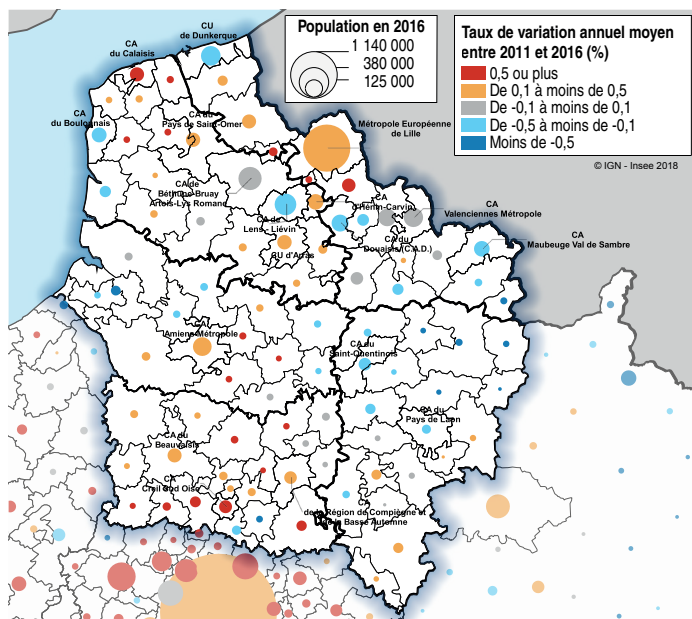 CU
de Dunkerque
CA
du Calaisis
Population en 2016
1 140 000
380 000
125 000
Taux de variation annuel moyen
entre 2011 et 2016 (%)
0,5 ou plus
De 0,1 à moins de 0,5
De -0,1 à moins de 0,1
De -0,5 à moins de -0,1
Moins de -0,5
© IGN - Insee 2018
CA
du Boulonnais
CA du
Pays de Saint-Omer
Métropole Européenne
de Lille
CA de
Béthune-Bruay
Artois-Lys Romane
CA
d'Hénin-Carvin
CA
Valenciennes Métropole
CA de
Lens - Liévin
CA du
Douaisis (C.A.D.)
CA
Maubeuge Val de Sambre
CU d'Arras
CA
Amiens Métropole
CA du
Saint-Quentinois
CA du
Pays de Laon
CA du
Beauvaisis
CA
Creil Sud Oise
CA
de la Région de Compiègne et
de la Basse Automne